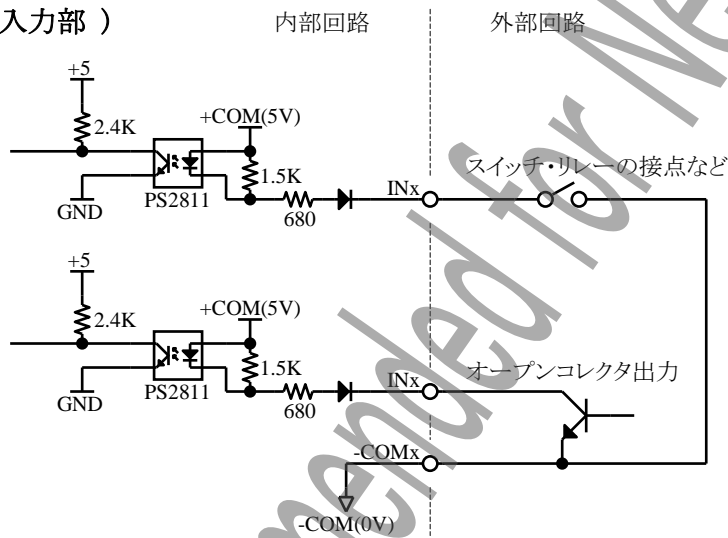 入力部 )
内部回路
外部回路
+5
2.4K
+COM(5V)
1.5K
PS2811
GND
680
INx
スイッチ・リレーの接点など
+5
2.4K
+COM(5V)
1.5K
PS2811
GND
680
INx
オープンコレクタ出力
-COMx
-COM(0V)
mended for Ne